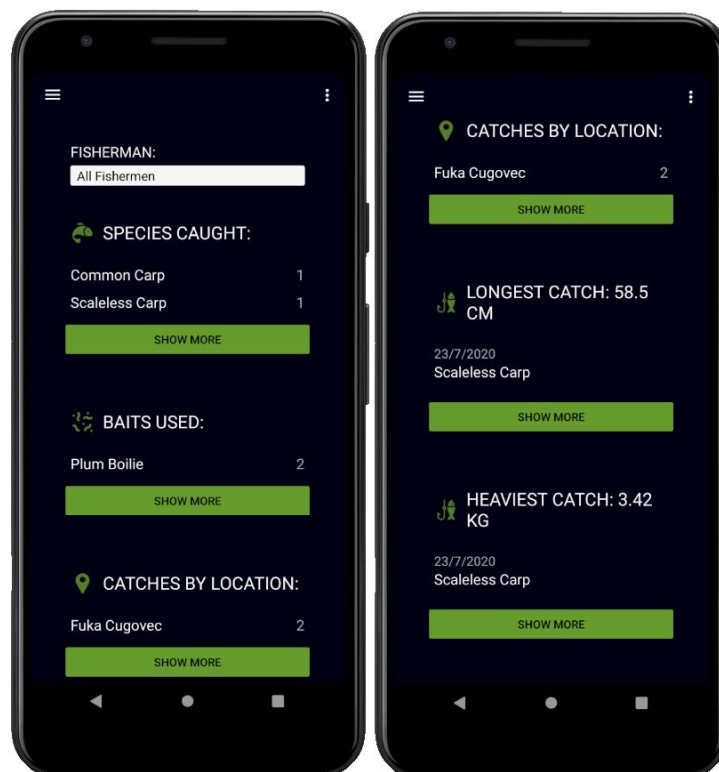 FISHERMAN:
All Fishermen
SPECIES CAUGHT:
Common Carp 1
Scaleless Carp 1
SHOW MORE
BAITS USED:
Plum Boilie 2
SHOW MORE
CATCHES BY LOCATION:
Fuka Cugovec 2
SHOW MORE
CATCHES BY LOCATION:
Fuka Cugovec 2
SHOW MORE
LONGEST CATCH: 58.5
CM
23/7/2020
Scaleless Carp
SHOW MORE
HEAVIEST CATCH: 3.42
KG
23/7/2020
Scaleless Carp
SHOW MORE